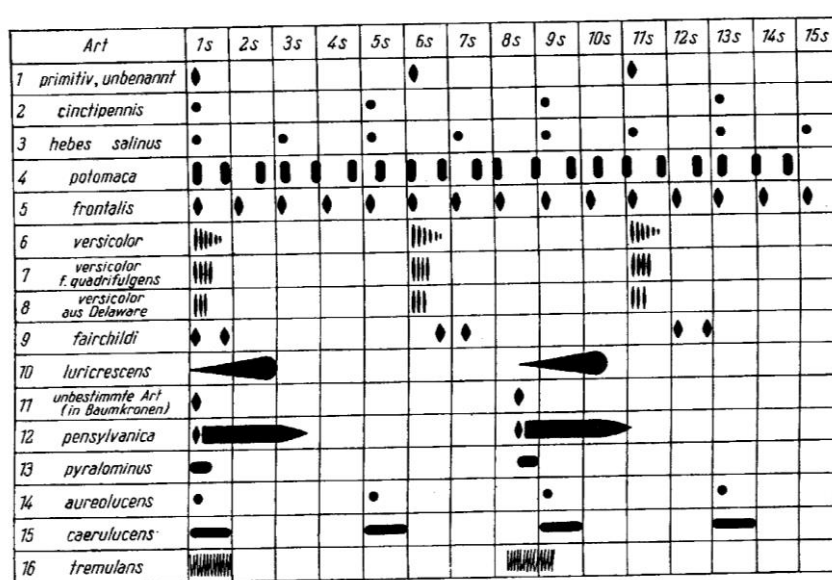 Art 1s 2s 3s 4s 5s 6s 7s 8s 9s 10s 11s 12s 13s 14s 15s
1 primitiv, unbenannt
2 cinctipennis
3 hebes salinus
4 potomaca
5 frontalis
6 versicolor
7 versicolor
f. quadrifulgens
8 versicolor
aus Delaware
9 fairchildi
10 luricrescens
11 unbestimmte Art
(in Baumkronen)
12 pensylvanica
13 pyralominus
14 aureolucens
15 caerulucens
16 tremulans